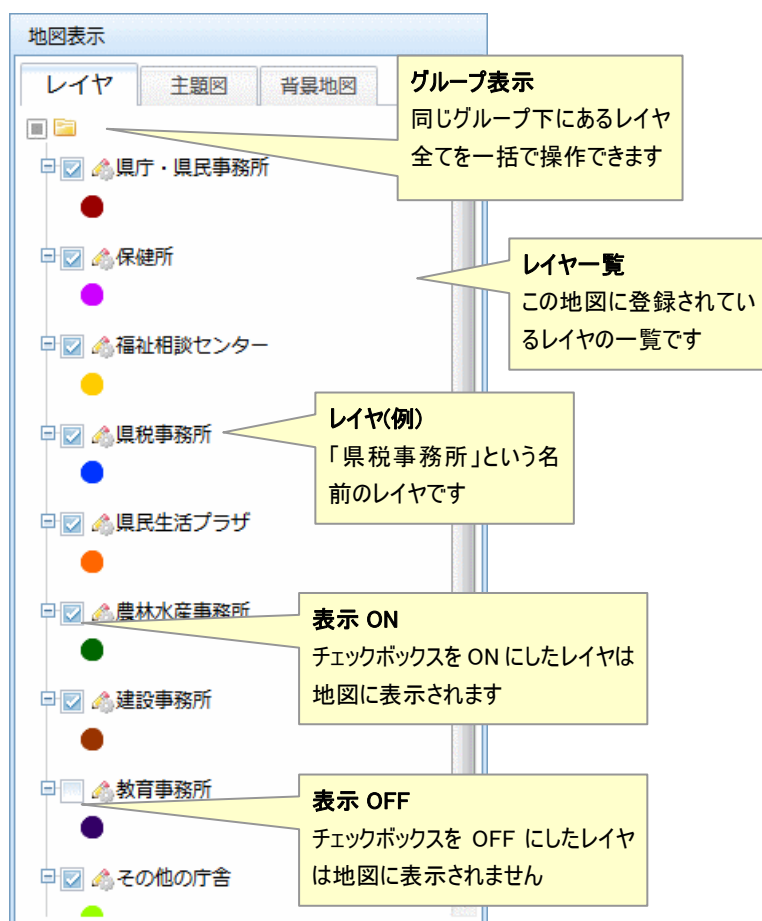 地図表示
レイヤ
主題図
背景地図
グループ表示
同じグループ下にあるレイヤ
全てを一括で操作できます
県庁・県民事務所
保健所
レイヤ一覧
この地図に登録されてい
るレイヤの一覧です
福祉相談センター
県税事務所
レイヤ(例)
「県税事務所」という名
前のレイヤです
県民生活プラザ
農林水産事務所
表示 ON
チェックボックスを ON にしたレイヤは
地図に表示されます
建設事務所
教育事務所
表示 OFF
チェックボックスを OFF にしたレイヤ
は地図に表示されません
その他の庁舎